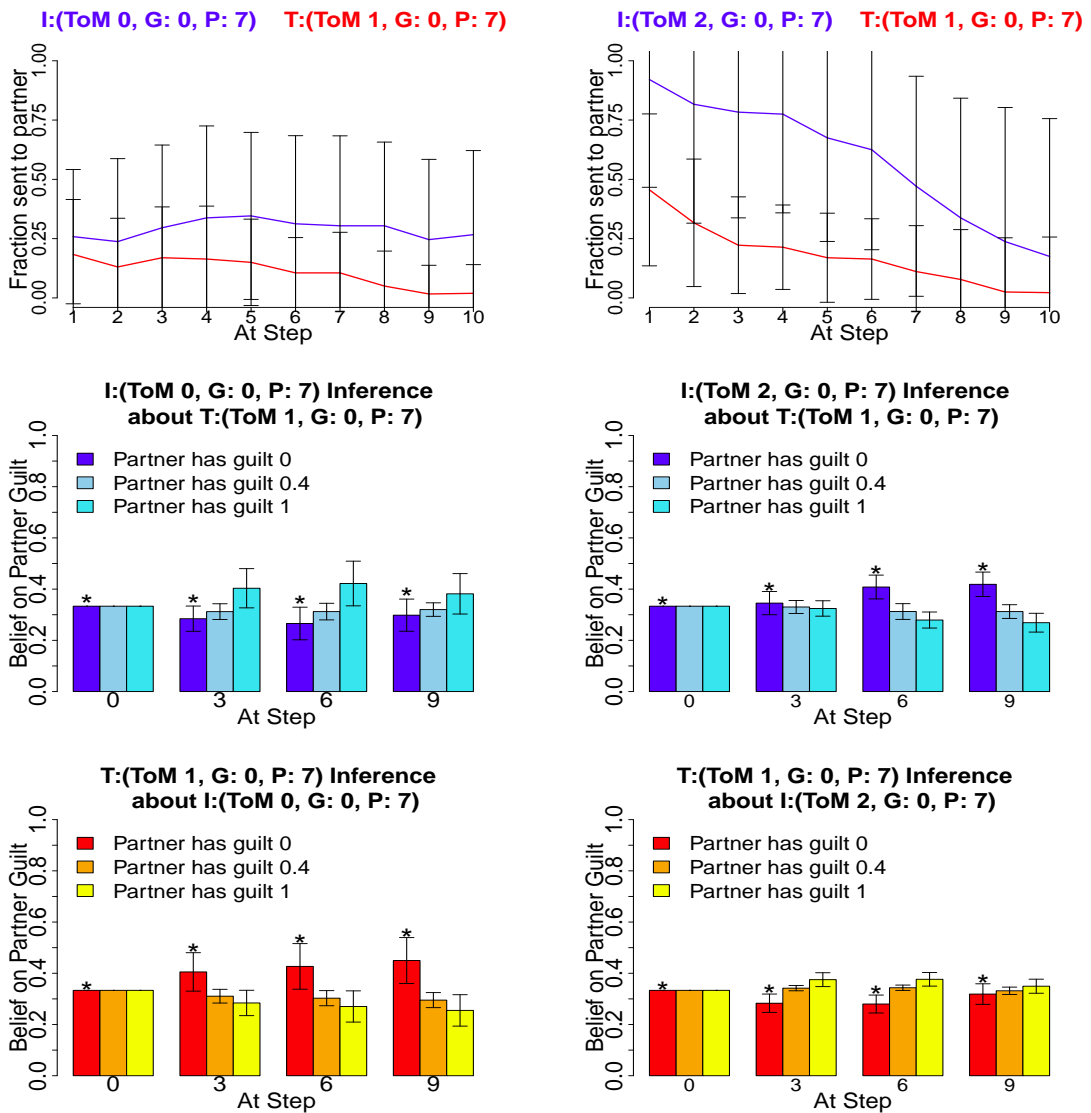 I:(ToM 0, G: 0, P: 7) T:(ToM 1, G: 0, P: 7)
Fraction sent to partner
0.00 0.25 0.50 0.75 1.00
1 2 3 4 5 6 7 8 9 10
At Step
I:(ToM 2, G: 0, P: 7) T:(ToM 1, G: 0, P: 7)
Fraction sent to partner
0.00 0.25 0.50 0.75 1.00
1 2 3 4 5 6 7 8 9 10
At Step
I:(ToM 0, G: 0, P: 7) Inference
about T:(ToM 1, G: 0, P: 7)
Belief on Partner Guilt
0.0 0.2 0.4 0.6 0.8 1.0
Partner has guilt 0
Partner has guilt 0.4
Partner has guilt 1
* * * *
0 3 6 9
At Step
I:(ToM 2, G: 0, P: 7) Inference
about T:(ToM 1, G: 0, P: 7)
Belief on Partner Guilt
0.0 0.2 0.4 0.6 0.8 1.0
Partner has guilt 0
Partner has guilt 0.4
Partner has guilt 1
* * * *
0 3 6 9
At Step
T:(ToM 1, G: 0, P: 7) Inference
about I:(ToM 0, G: 0, P: 7)
Belief on Partner Guilt
0.0 0.2 0.4 0.6 0.8 1.0
Partner has guilt 0
Partner has guilt 0.4
Partner has guilt 1
* * * *
0 3 6 9
At Step
T:(ToM 1, G: 0, P: 7) Inference
about I:(ToM 2, G: 0, P: 7)
Belief on Partner Guilt
0.0 0.2 0.4 0.6 0.8 1.0
Partner has guilt 0
Partner has guilt 0.4
Partner has guilt 1
* * * *
0 3 6 9
At Step